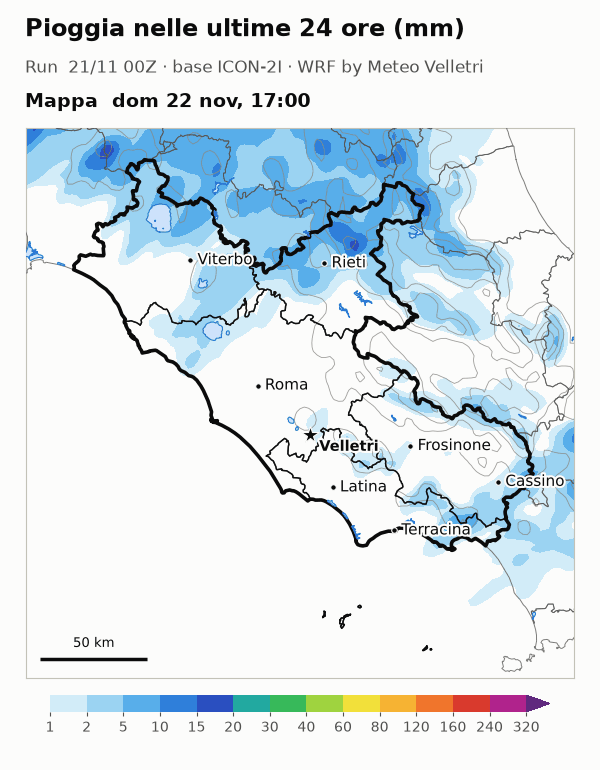 Pioggia nelle ultime 24 ore (mm)
Run 21/11 00Z · base ICON-2I · WRF by Meteo Velletri
Mappa dom 22 nov, 17:00
Viterbo
Rieti
Roma
Velletri
Frosinone
Latina
Cassino
Terracina
50 km
1 2 5 10 15 20 30 40 60 80 120 160 240 320